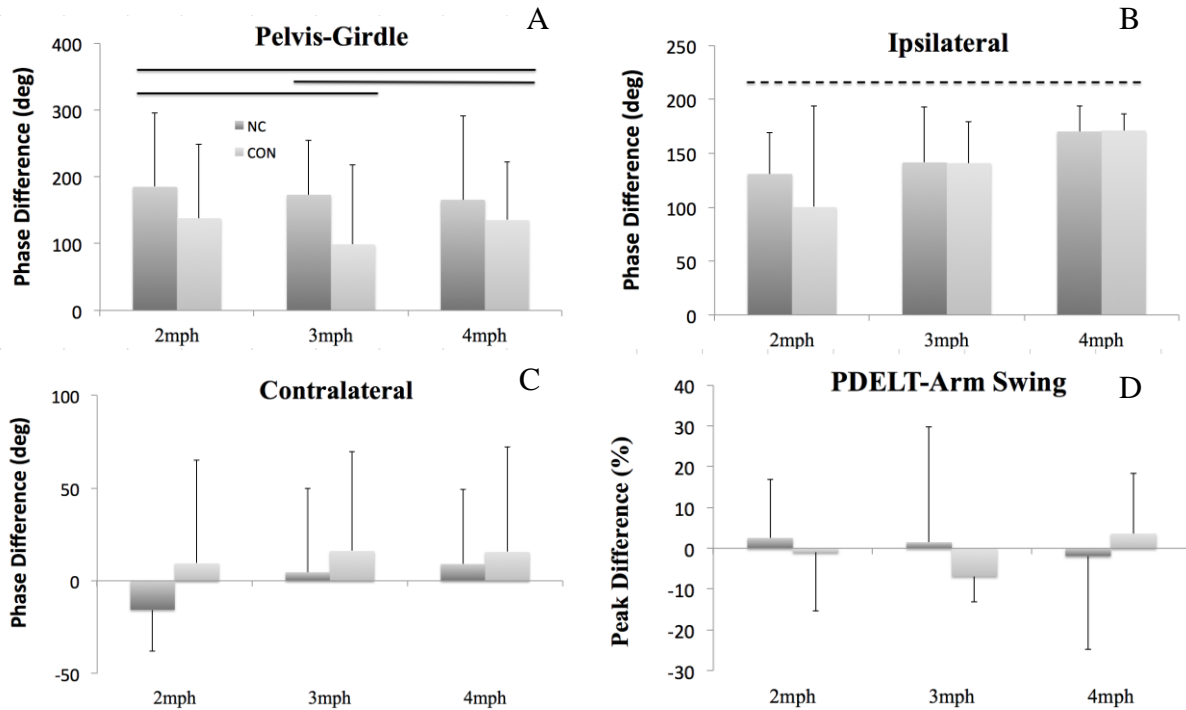 A
Pelvis-Girdle
Phase Difference (deg)
400
300
200
100
0
NC
CON
2mph
3mph
4mph
B
Ipsilateral
Phase Difference (deg)
250
200
150
100
50
0
2mph
3mph
4mph
C
Contralateral
Phase Difference (deg)
100
50
0
-50
2mph
3mph
4mph
D
PDELT-Arm Swing
Peak Difference (%)
40
30
20
10
0
-10
-20
-30
2mph
3mph
4mph